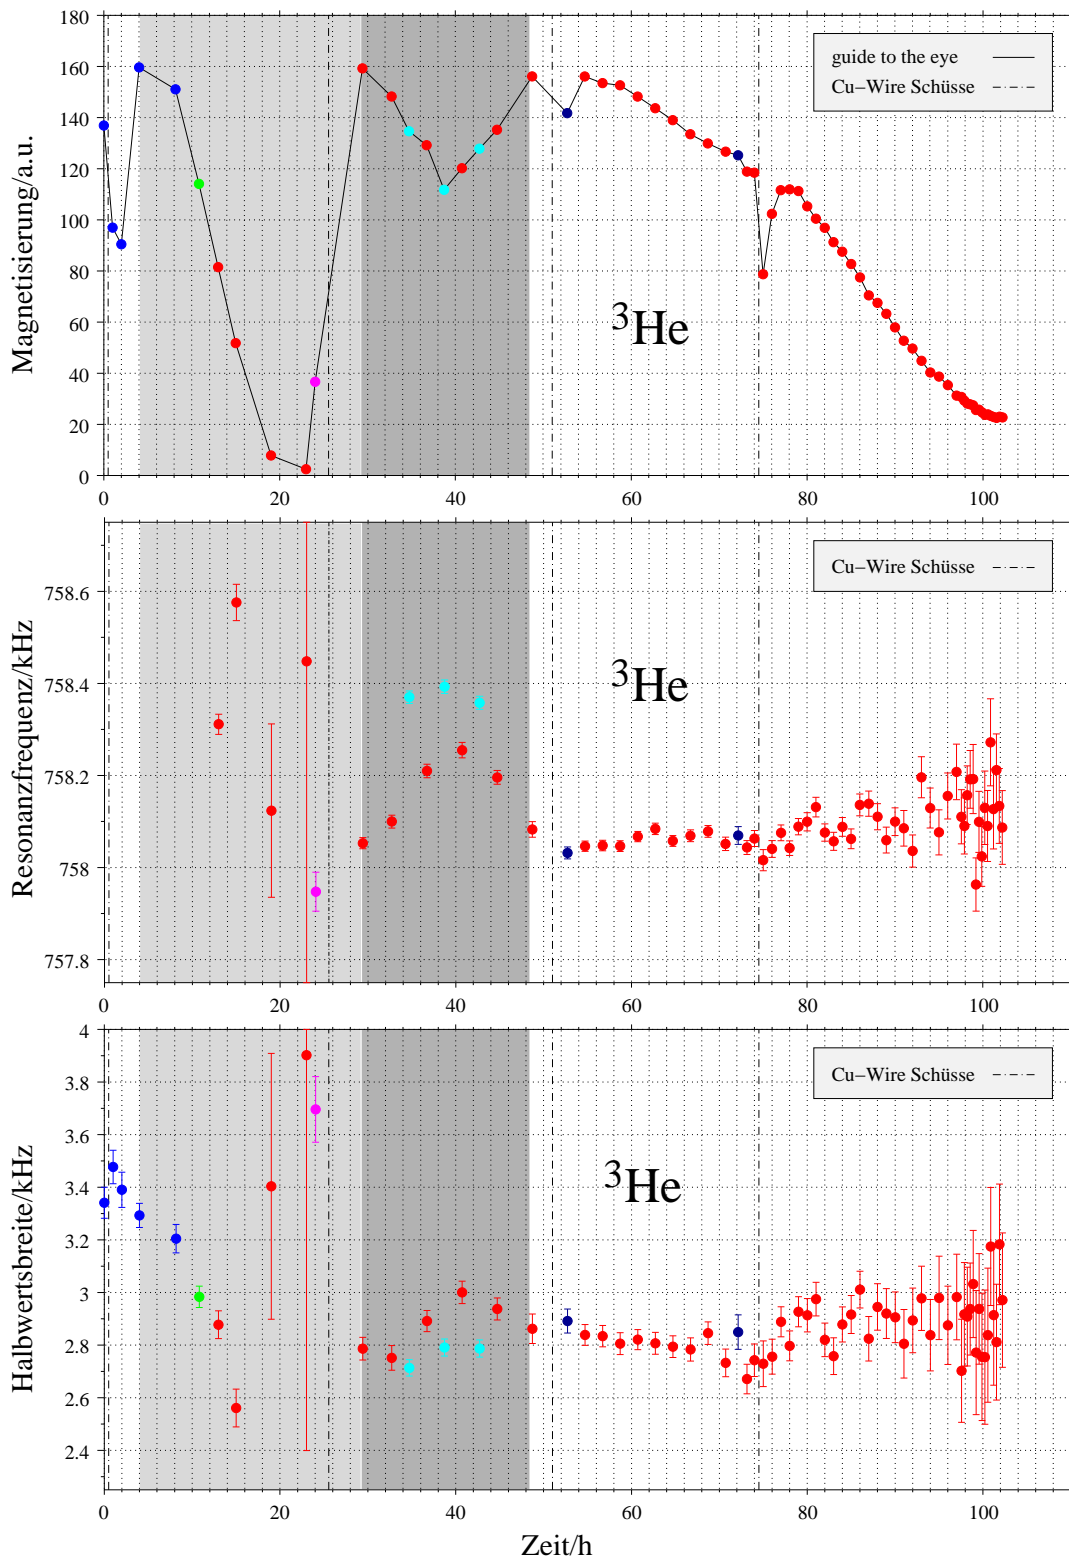 180
160
140
120
100
80
60
40
20
0
Magnetisierung/a.u.
guide to the eye
Cu−Wire Schüsse
³He
0 20 40 60 80 100
758.6
758.4
758.2
758
757.8
Resonanzfrequenz/kHz
Cu−Wire Schüsse
³He
0 20 40 60 80 100
4
3.8
3.6
3.4
3.2
3
2.8
2.6
2.4
Halbwertsbreite/kHz
Cu−Wire Schüsse
³He
0 20 40 60 80 100
Zeit/h